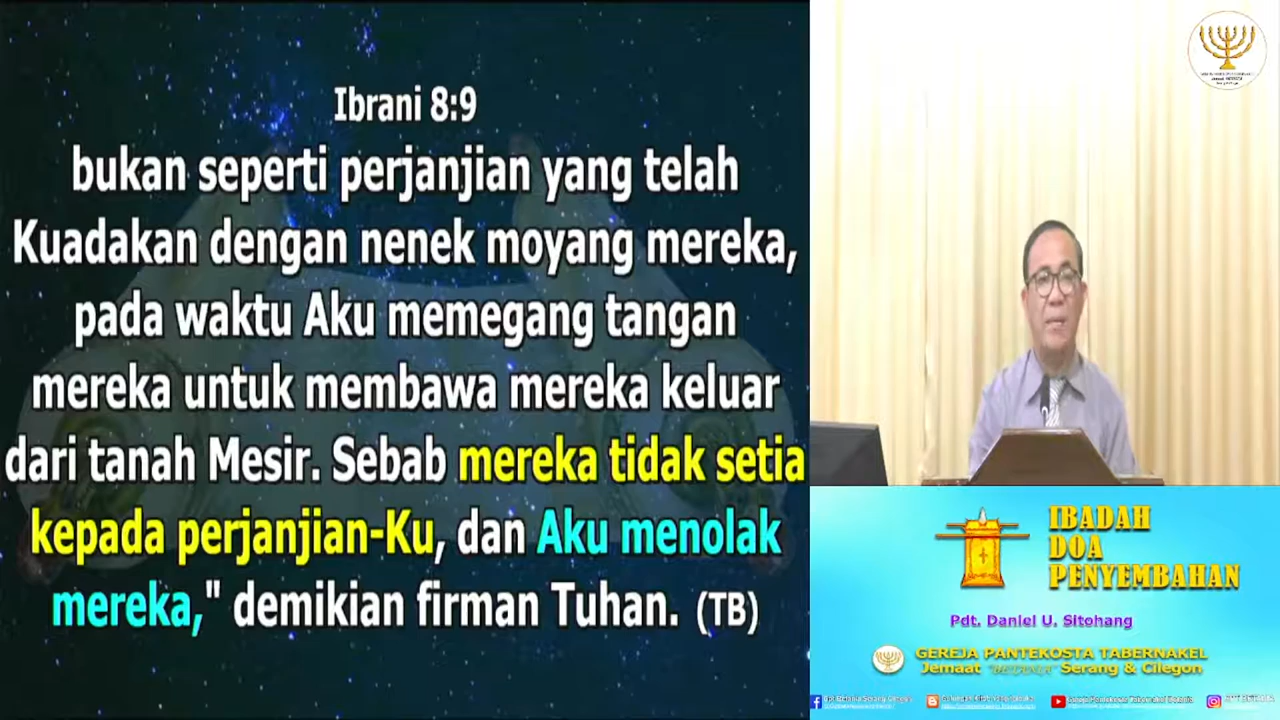 Ibrani 8:9
bukan seperti perjanjian yang telah
Kuadakan dengan nenek moyang mereka,
pada waktu Aku memegang tangan
mereka untuk membawa mereka keluar
dari tanah Mesir. Sebab mereka tidak setia
kepada perjanjian-Ku, dan Aku menolak
mereka," demikian firman Tuhan. (TB)
IBADAH
DOA
PENYEMBAHAN
Pdt. Daniel U. Sitohang
GEREJA PANTEKOSTA TABERNAKEL
Jemaat "BETANIA" Serang & Cilegon